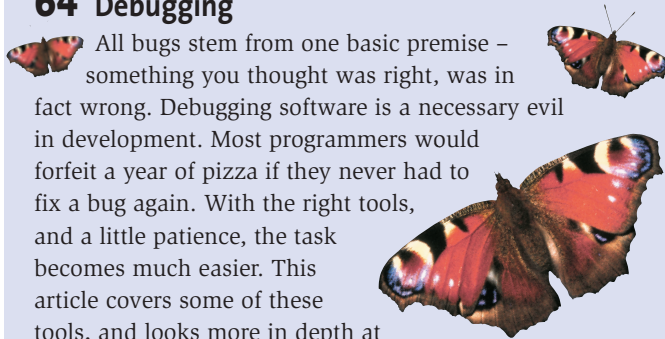 64 Debugging
All bugs stem from one basic premise –
something you thought was right, was in
fact wrong. Debugging software is a necessary evil
in development. Most programmers would
forfeit a year of pizza if they never had to
fix a bug again. With the right tools,
and a little patience, the task
becomes much easier. This
article covers some of these
tools, and looks more in depth at